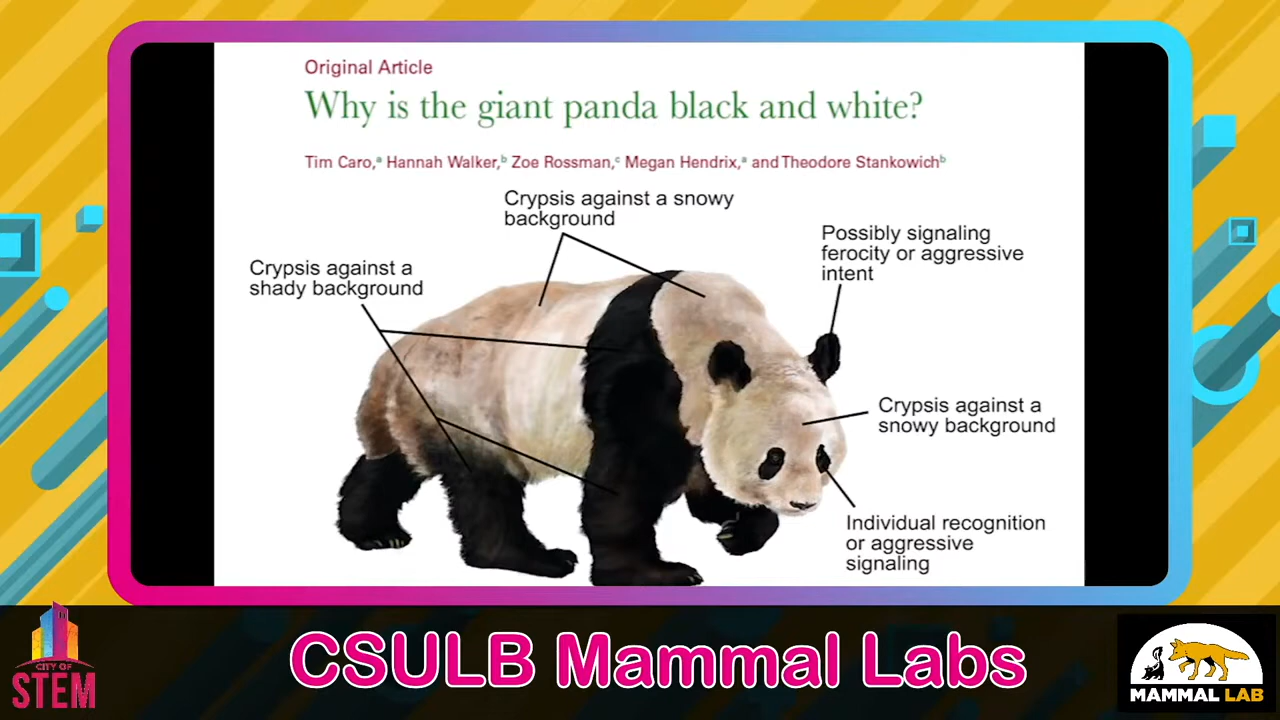 Original Article
Why is the giant panda black and white?
Tim Caro,ᵃ Hannah Walker,ᵇ Zoe Rossman,ᶜ Megan Hendrix,ᵃ and Theodore Stankowichᵇ
Crypsis against a snowy
background
Possibly signaling
ferocity or aggressive
intent
Crypsis against a
shady background
Crypsis against a
snowy background
Individual recognition
or aggressive
signaling
CITY OF
STEM
CSULB Mammal Labs
MAMMAL LAB